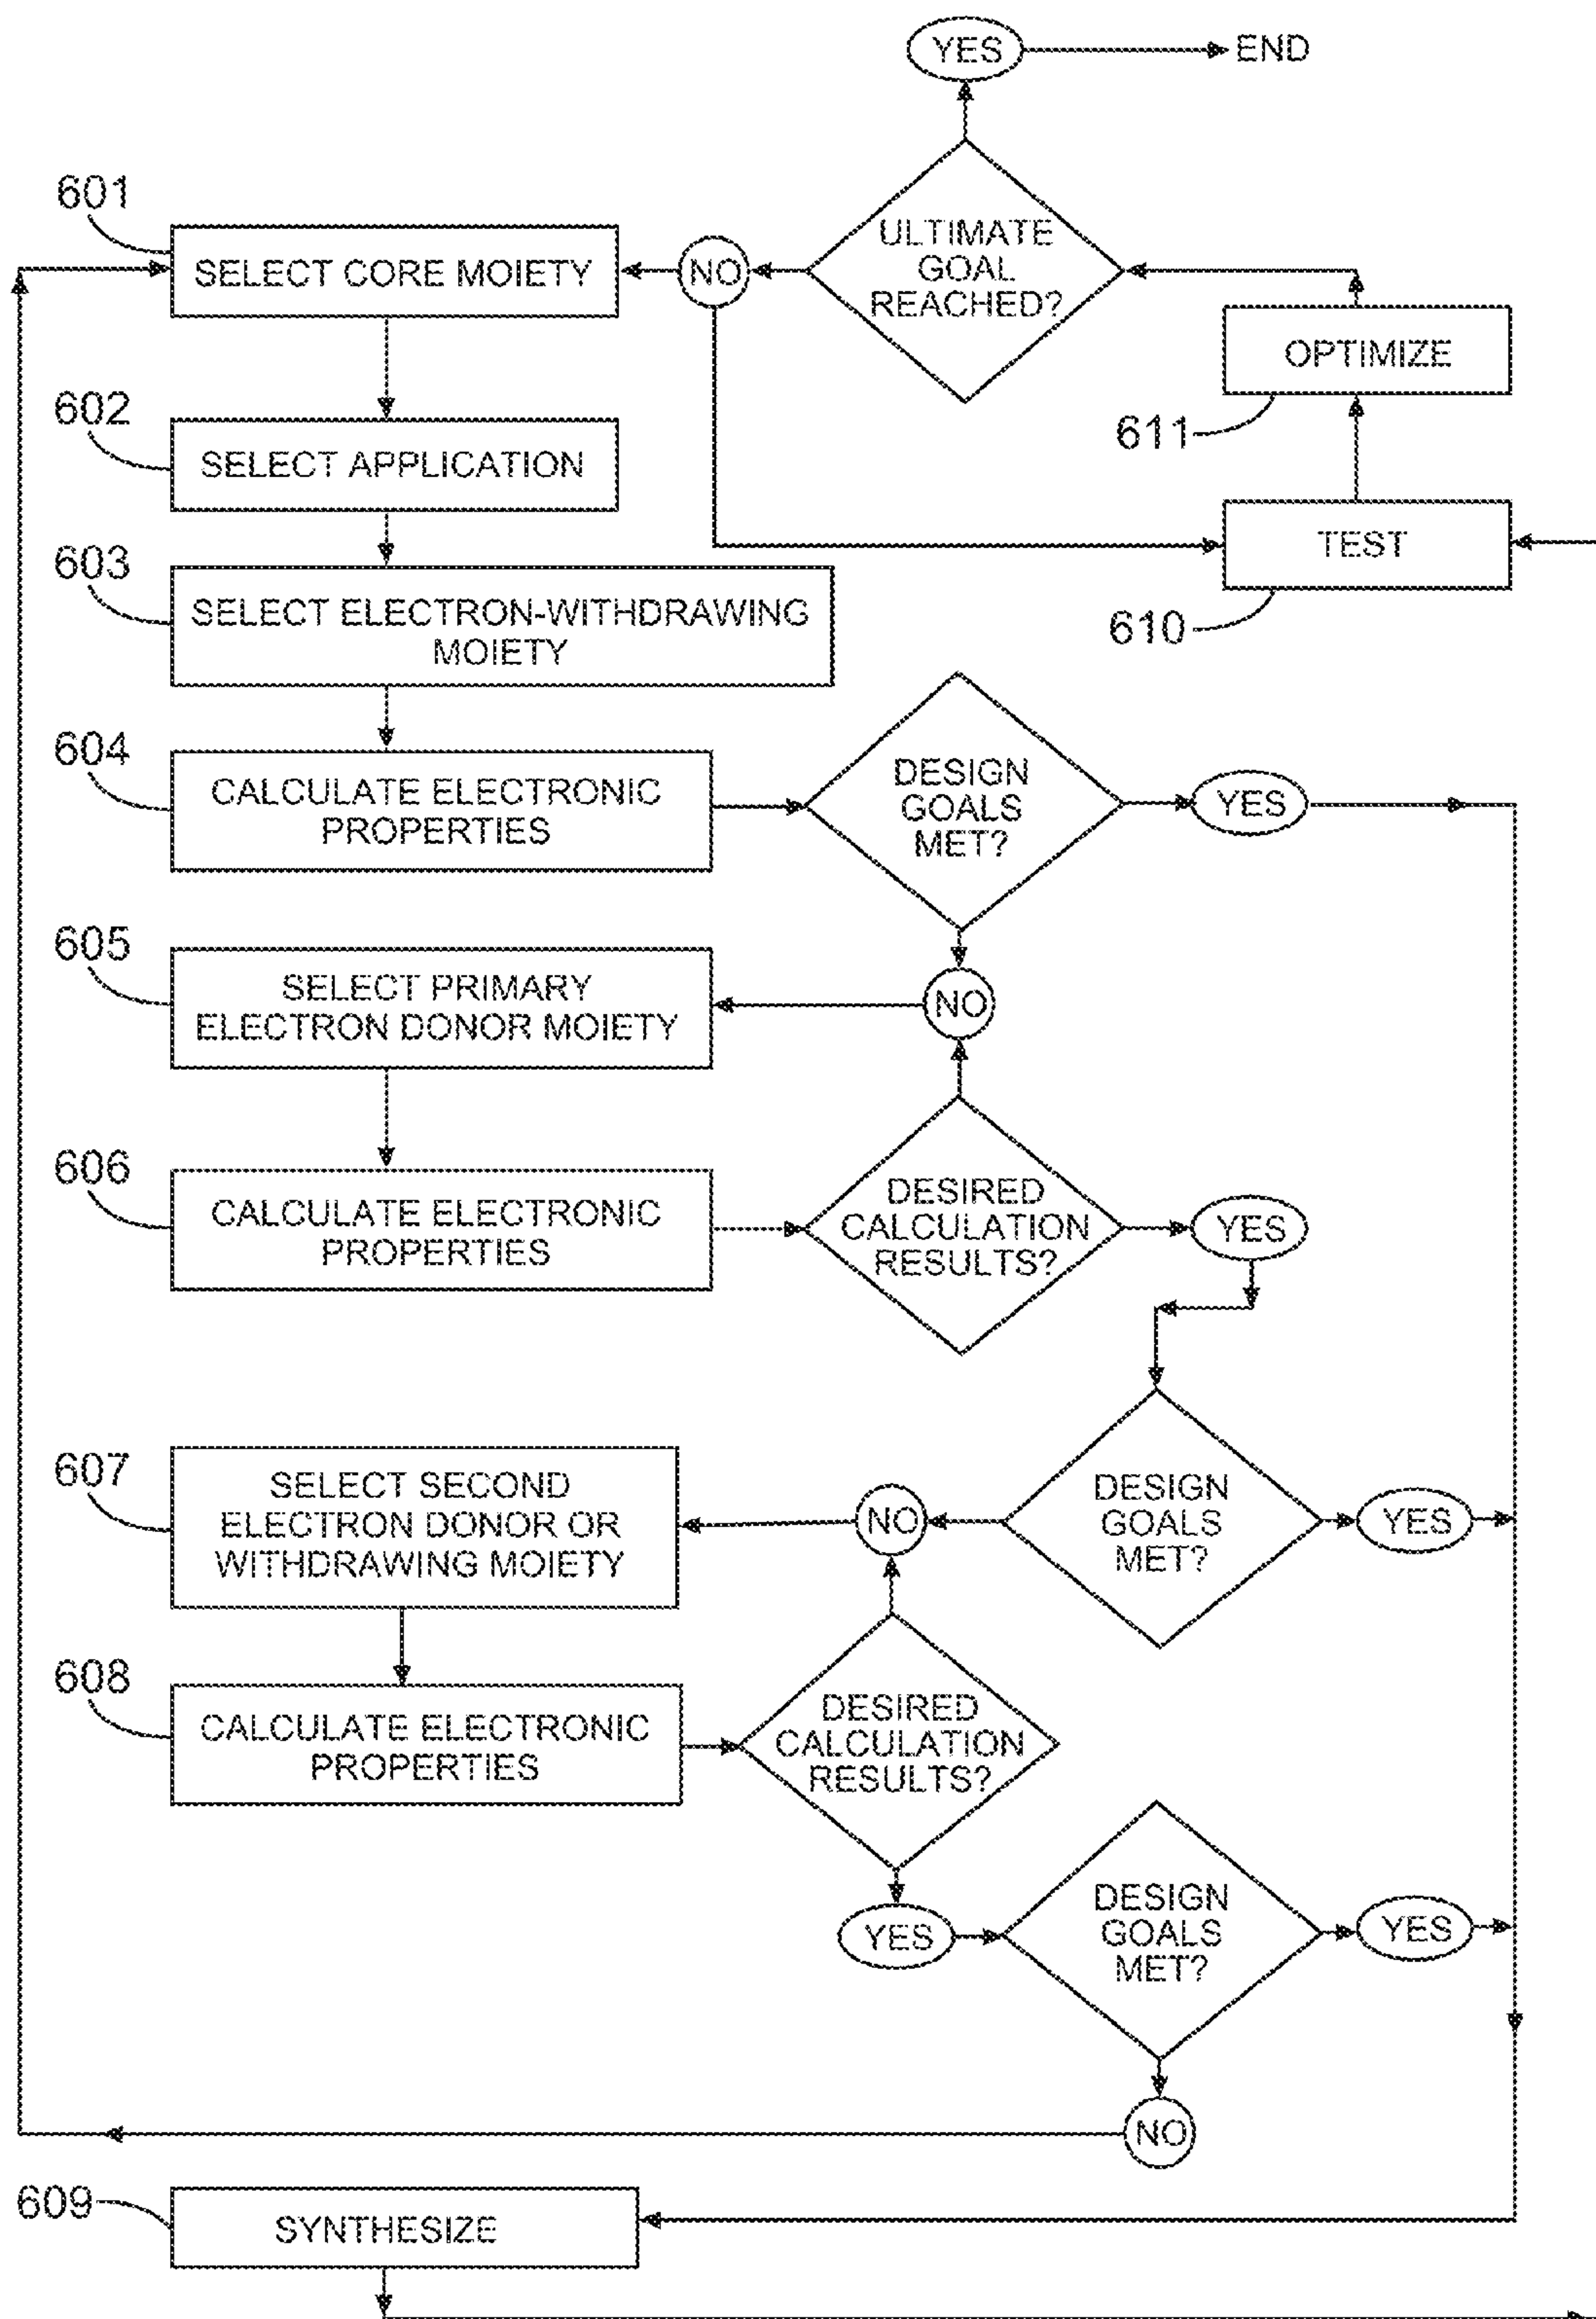 YES
END
601
SELECT CORE MOIETY
NO
ULTIMATE
GOAL
REACHED?
OPTIMIZE
611
602
SELECT APPLICATION
TEST
610
603
SELECT ELECTRON-WITHDRAWING
MOIETY
604
CALCULATE ELECTRONIC
PROPERTIES
DESIGN
GOALS
MET?
YES
605
SELECT PRIMARY
ELECTRON DONOR MOIETY
NO
606
CALCULATE ELECTRONIC
PROPERTIES
DESIRED
CALCULATION
RESULTS?
YES
607
SELECT SECOND
ELECTRON DONOR OR
WITHDRAWING MOIETY
NO
DESIGN
GOALS
MET?
YES
608
CALCULATE ELECTRONIC
PROPERTIES
DESIRED
CALCULATION
RESULTS?
YES
DESIGN
GOALS
MET?
YES
NO
609
SYNTHESIZE